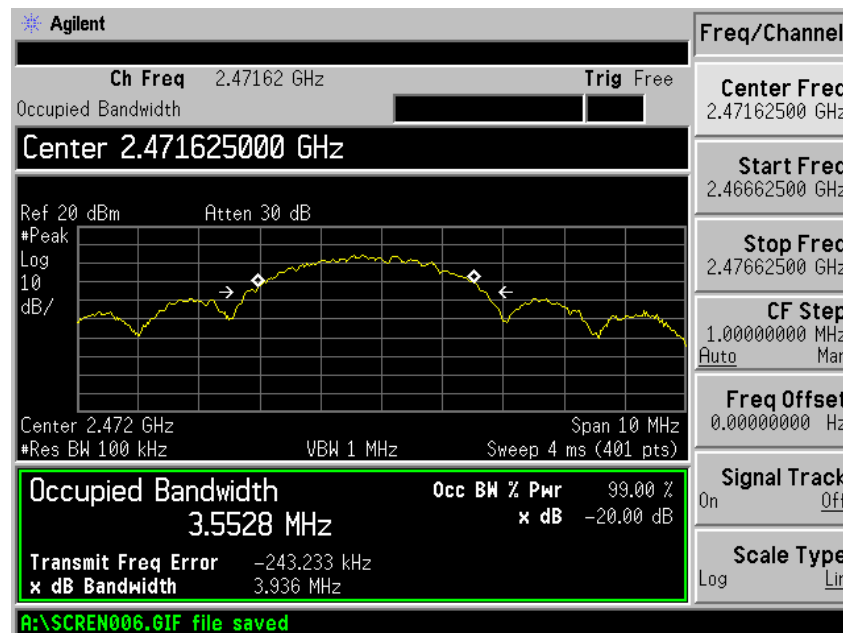 Agilent
Freq/Channel
Ch Freq 2.47162 GHz Trig Free
Occupied Bandwidth
Center 2.471625000 GHz
Ref 20 dBm Atten 30 dB
#Peak
Log
10
dB/
Center 2.472 GHz Span 10 MHz
#Res BW 100 kHz VBW 1 MHz Sweep 4 ms (401 pts)
Occupied Bandwidth
3.5528 MHz
Occ BW % Pwr 99.00 %
x dB -20.00 dB
Transmit Freq Error -243.233 kHz
x dB Bandwidth 3.936 MHz
A:\SCREN006.GIF file saved
Center Freq
2.47162500 GHz
Start Freq
2.46662500 GHz
Stop Freq
2.47662500 GHz
CF Step
1.00000000 MHz
Auto Man
Freq Offset
0.00000000 Hz
Signal Track
On Off
Scale Type
Log Lin